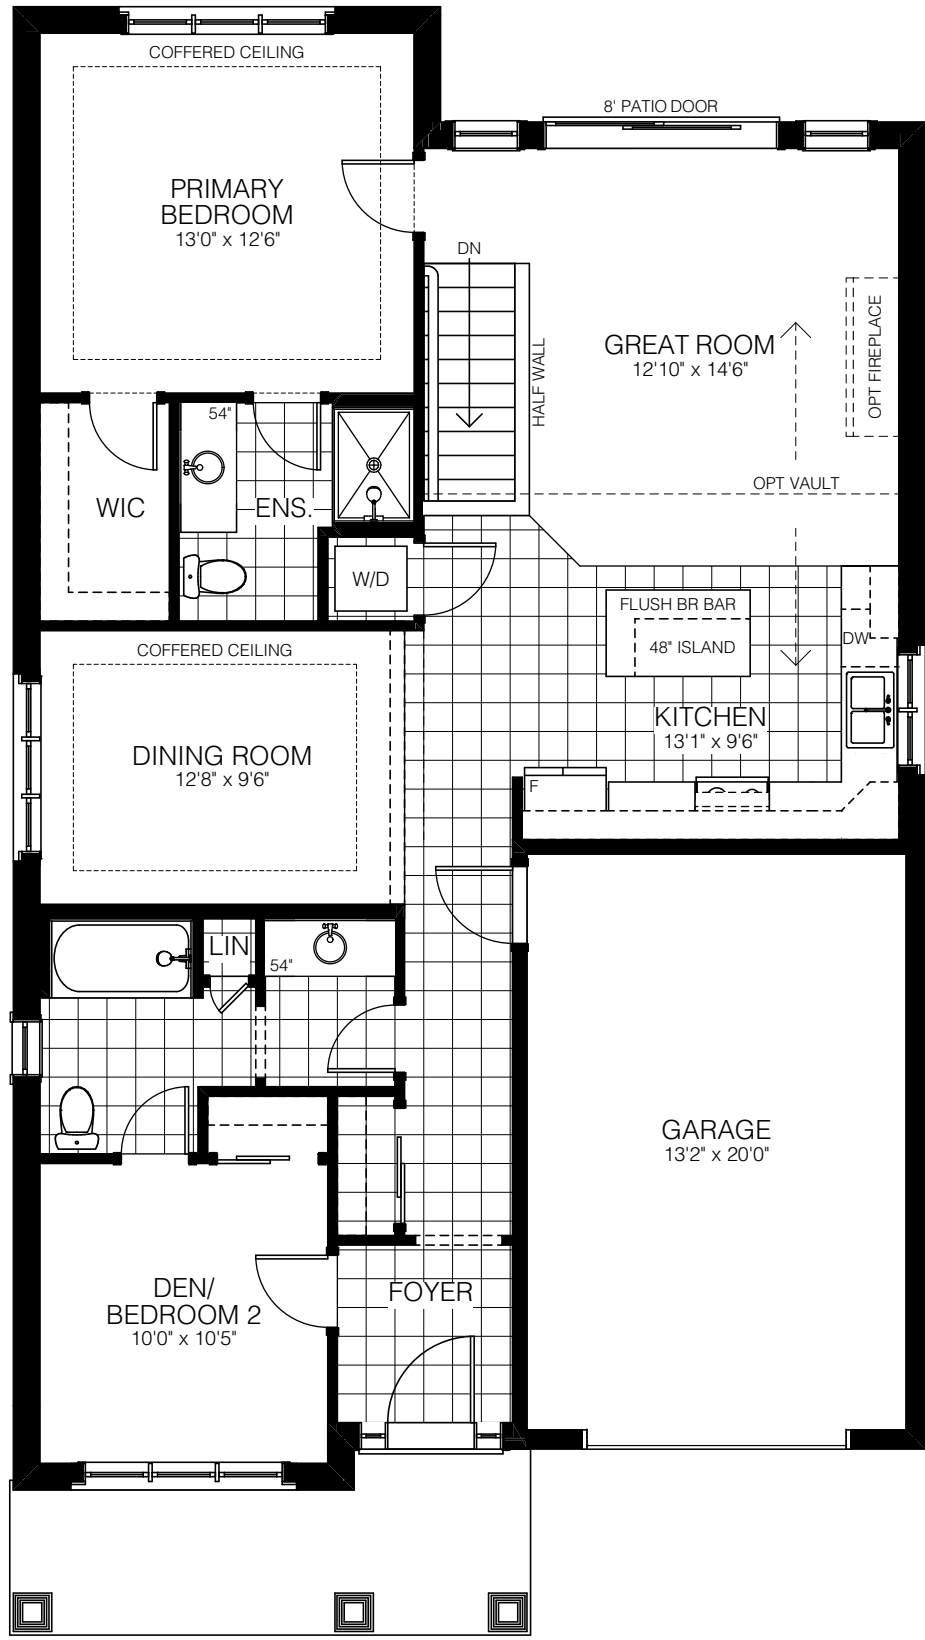 COFFERED CEILING
8' PATIO DOOR
PRIMARY
BEDROOM
13'0" x 12'6"
DN
GREAT ROOM
12'10" x 14'6"
HALF WALL
OPT FIREPLACE
54"
OPT VAULT
WIC
ENS.
W/D
FLUSH BR BAR
48" ISLAND
DW
COFFERED CEILING
KITCHEN
13'1" x 9'6"
DINING ROOM
12'8" x 9'6"
F
LIN
54"
GARAGE
13'2" x 20'0"
DEN/
BEDROOM 2
10'0" x 10'5"
FOYER